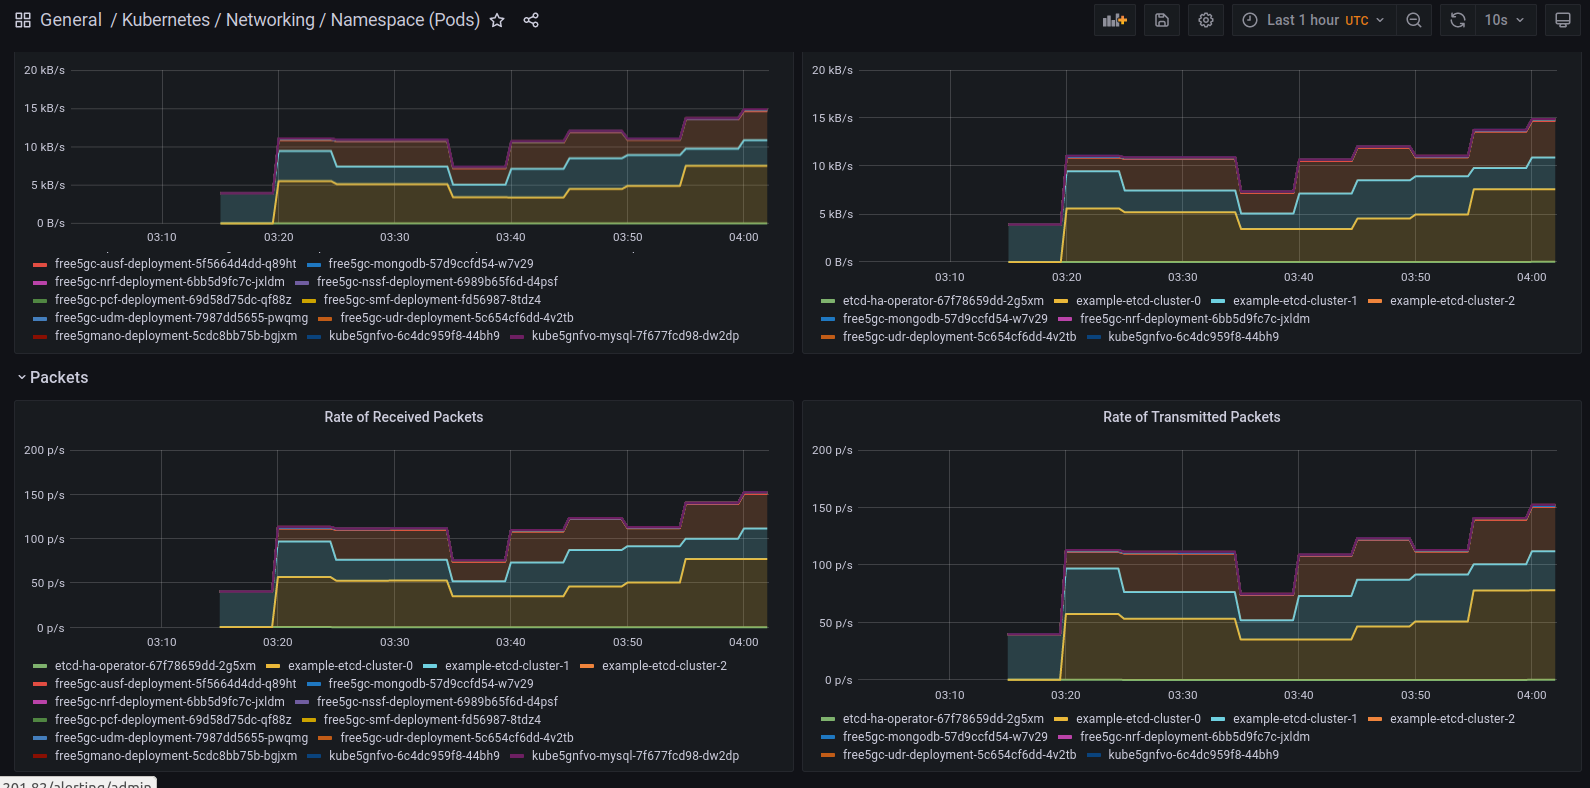 General / Kubernetes / Networking / Namespace (Pods)
Last 1 hour UTC
10s
20 kB/s
15 kB/s
10 kB/s
5 kB/s
0 B/s
03:10 03:20 03:30 03:40 03:50 04:00
free5gc-ausf-deployment-5f5664d4dd-q89ht free5gc-mongodb-57d9ccfd54-w7v29
free5gc-nrf-deployment-6bb5d9fc7c-jxldm free5gc-nssf-deployment-6989b65f6d-d4psf
free5gc-pcf-deployment-69d58d75dc-qf88z free5gc-smf-deployment-fd56987-8tdz4
free5gc-udm-deployment-7987dd5655-pwqmg free5gc-udr-deployment-5c654cf6dd-4v2tb
free5gmano-deployment-5cdc8bb75b-bgjxm kube5gnfvo-6c4dc959f8-44bh9 kube5gnfvo-mysql-7f677fcd98-dw2dp
20 kB/s
15 kB/s
10 kB/s
5 kB/s
0 B/s
03:10 03:20 03:30 03:40 03:50 04:00
etcd-ha-operator-67f78659dd-2g5xm example-etcd-cluster-0 example-etcd-cluster-1 example-etcd-cluster-2
free5gc-mongodb-57d9ccfd54-w7v29 free5gc-nrf-deployment-6bb5d9fc7c-jxldm
free5gc-udr-deployment-5c654cf6dd-4v2tb kube5gnfvo-6c4dc959f8-44bh9
Packets
Rate of Received Packets
200 p/s
150 p/s
100 p/s
50 p/s
0 p/s
03:10 03:20 03:30 03:40 03:50 04:00
etcd-ha-operator-67f78659dd-2g5xm example-etcd-cluster-0 example-etcd-cluster-1 example-etcd-cluster-2
free5gc-ausf-deployment-5f5664d4dd-q89ht free5gc-mongodb-57d9ccfd54-w7v29
free5gc-nrf-deployment-6bb5d9fc7c-jxldm free5gc-nssf-deployment-6989b65f6d-d4psf
free5gc-pcf-deployment-69d58d75dc-qf88z free5gc-smf-deployment-fd56987-8tdz4
free5gc-udm-deployment-7987dd5655-pwqmg free5gc-udr-deployment-5c654cf6dd-4v2tb
free5gmano-deployment-5cdc8bb75b-bgjxm kube5gnfvo-6c4dc959f8-44bh9 kube5gnfvo-mysql-7f677fcd98-dw2dp
Rate of Transmitted Packets
200 p/s
150 p/s
100 p/s
50 p/s
0 p/s
03:10 03:20 03:30 03:40 03:50 04:00
etcd-ha-operator-67f78659dd-2g5xm example-etcd-cluster-0 example-etcd-cluster-1 example-etcd-cluster-2
free5gc-mongodb-57d9ccfd54-w7v29 free5gc-nrf-deployment-6bb5d9fc7c-jxldm
free5gc-udr-deployment-5c654cf6dd-4v2tb kube5gnfvo-6c4dc959f8-44bh9
201.82/alerting/admin